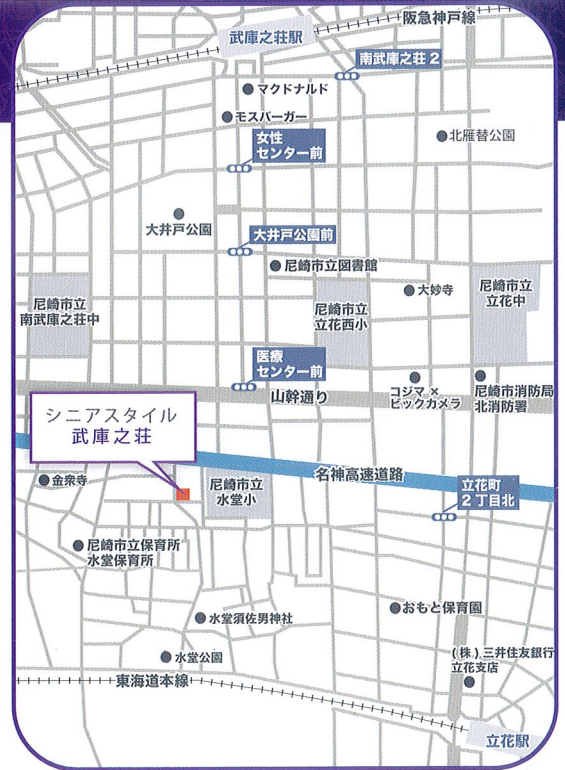 阪急神戸線
武庫之荘駅
南武庫之荘 2
マクドナルド
モスバーガー
女性
センター前
北雁替公園
大井戸公園
大井戸公園前
尼崎市立図書館
大妙寺
尼崎市立
立花中
尼崎市立
南武庫之荘中
尼崎市立
立花西小
医療
センター前
山幹通り
コジマ ×
ビックカメラ
尼崎市消防局
北消防署
シニアスタイル
武庫之荘
名神高速道路
金衆寺
尼崎市立
水堂小
立花町
2 丁目北
尼崎市立保育所
水堂保育所
おもと保育園
水堂須佐男神社
水堂公園
(株) 三井住友銀行
立花支店
東海道本線
立花駅